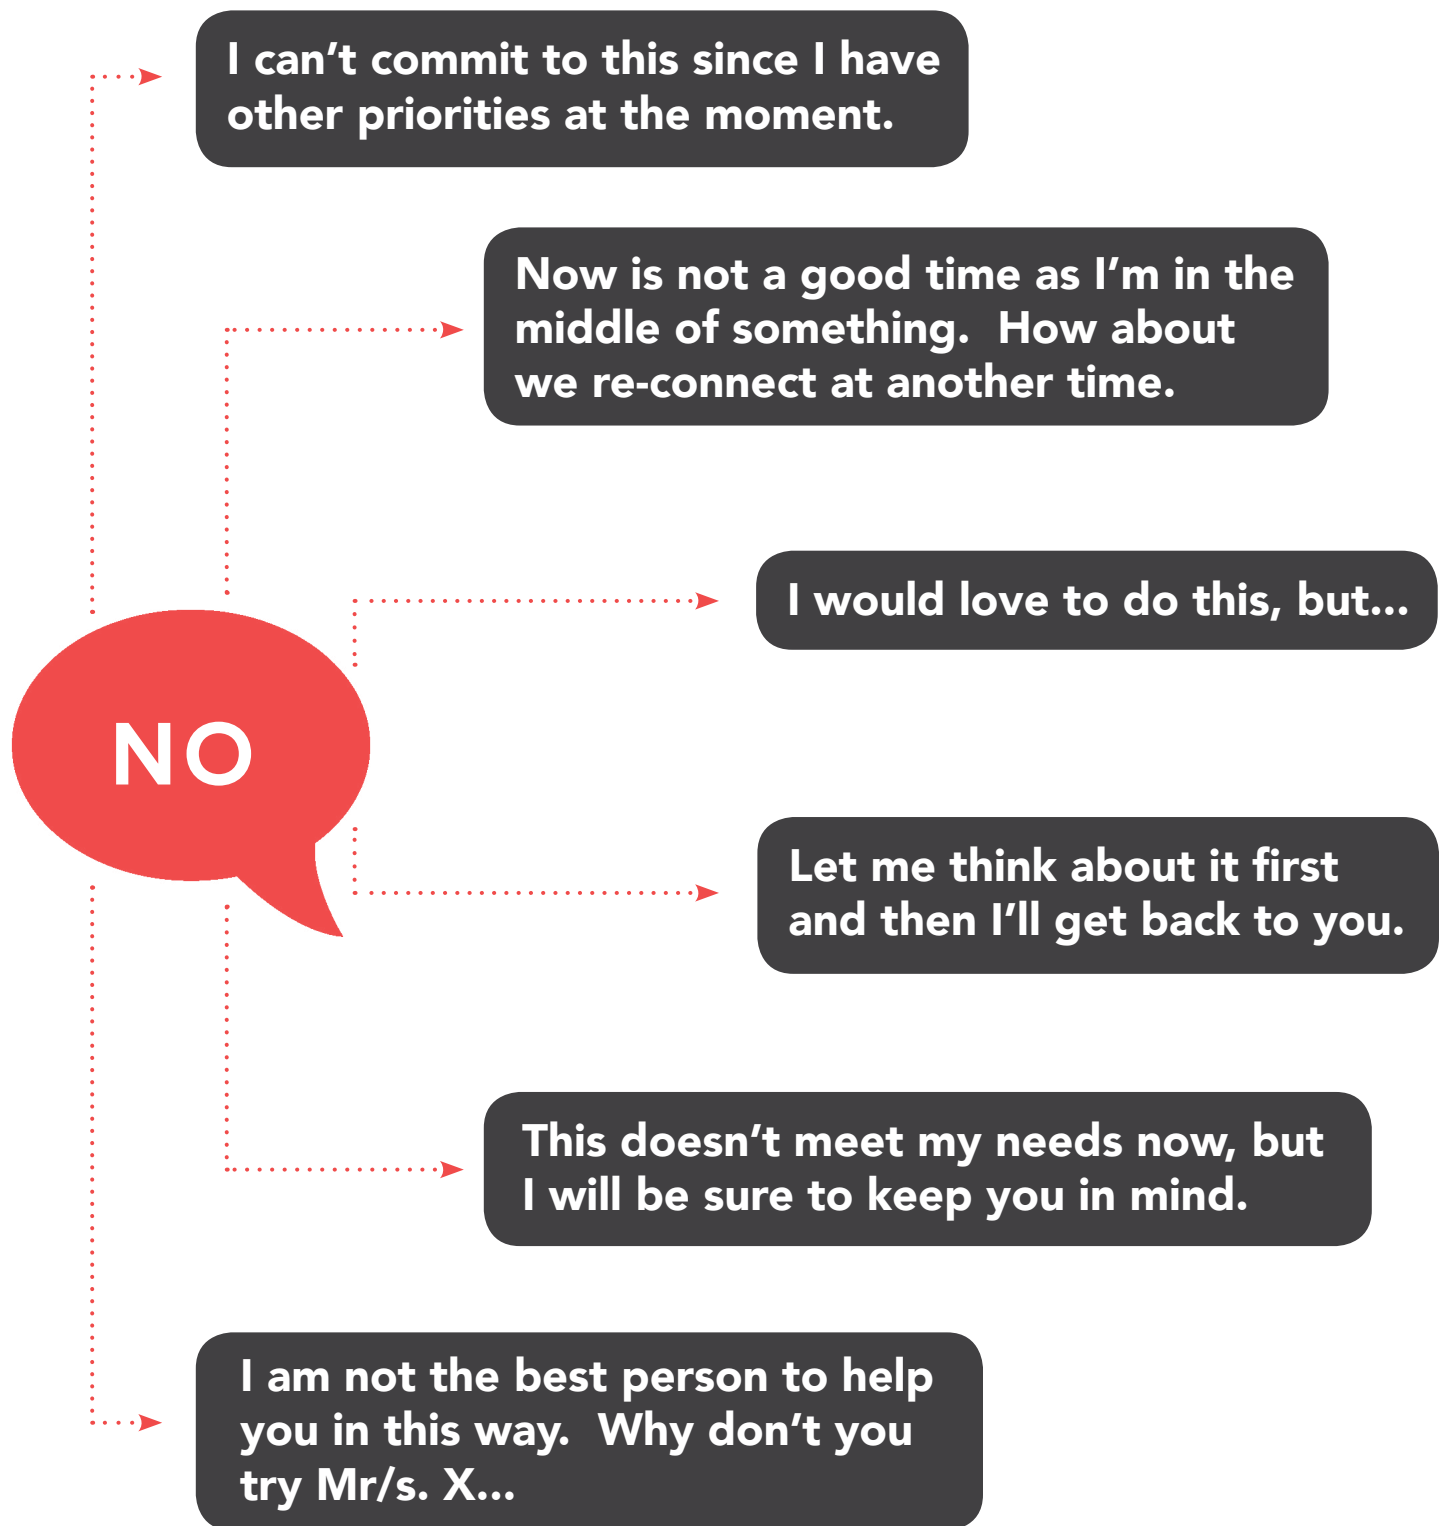 I can’t commit to this since I have
other priorities at the moment.
Now is not a good time as I’m in the
middle of something.  How about
we re-connect at another time.
I would love to do this, but...
NO
Let me think about it first
and then I’ll get back to you.
This doesn’t meet my needs now, but
I will be sure to keep you in mind.
I am not the best person to help
you in this way.  Why don’t you
try Mr/s. X...